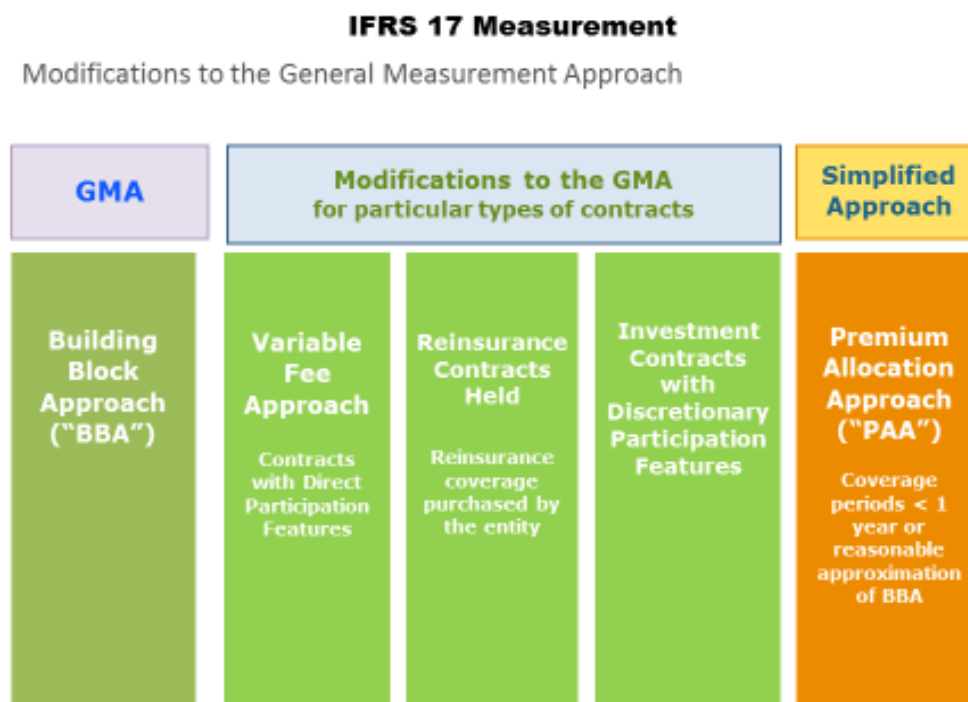 IFRS 17 Measurement
Modifications to the General Measurement Approach
GMA
Modifications to the GMA
for particular types of contracts
Simplified
Approach
Building
Block
Approach
("BBA")
Variable
Fee
Approach
Contracts
with Direct
Participation
Features
Reinsurance
Contracts
Held
Reinsurance
coverage
purchased by
the entity
Investment
Contracts
with
Discretionary
Participation
Features
Premium
Allocation
Approach
("PAA")
Coverage
periods < 1
year or
reasonable
approximation
of BBA